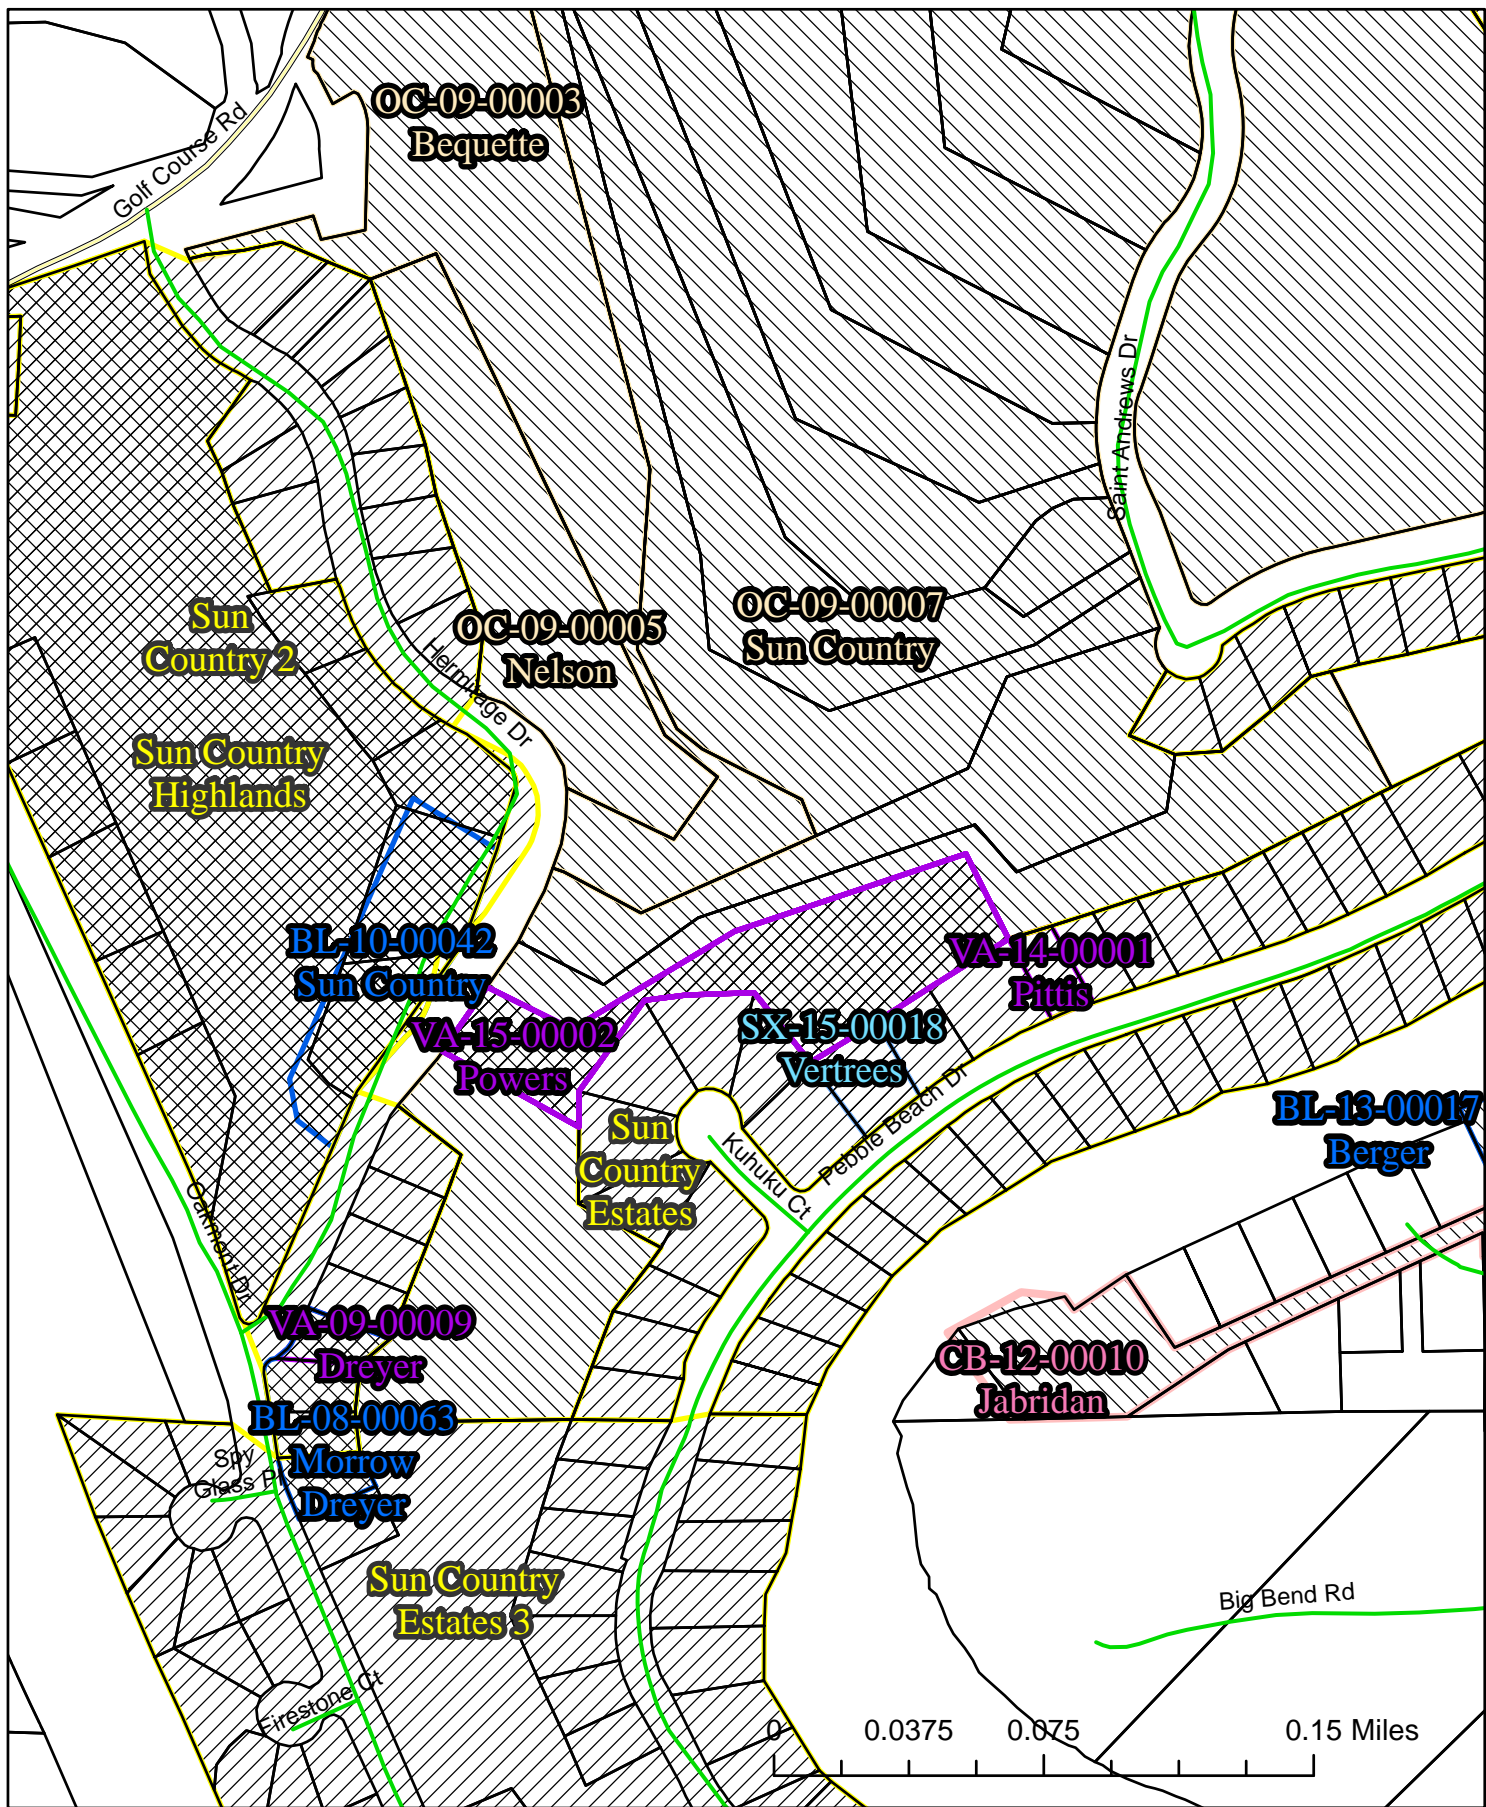 OC-09-00003
Bequette
Golf Course Rd
Saint Andrews Dr
Sun
Country 2
OC-09-00005
Nelson
OC-09-00007
Sun Country
Hermitage Dr
Sun Country
Highlands
BL-10-00042
Sun Country
VA-14-00001
Pittis
VA-15-00002
Powers
SX-15-00018
Vertrees
Pebble Beach Dr
Sun
Country
Estates
Kuhuku Ct
BL-13-00017
Berger
Oakmont Dr
VA-09-00009
Dreyer
CB-12-00010
Jabridan
BL-08-00063
Morrow
Dreyer
Spy
Glass Pl
Sun Country
Estates 3
Big Bend Rd
Firestone Ct
0 0.0375 0.075 0.15 Miles